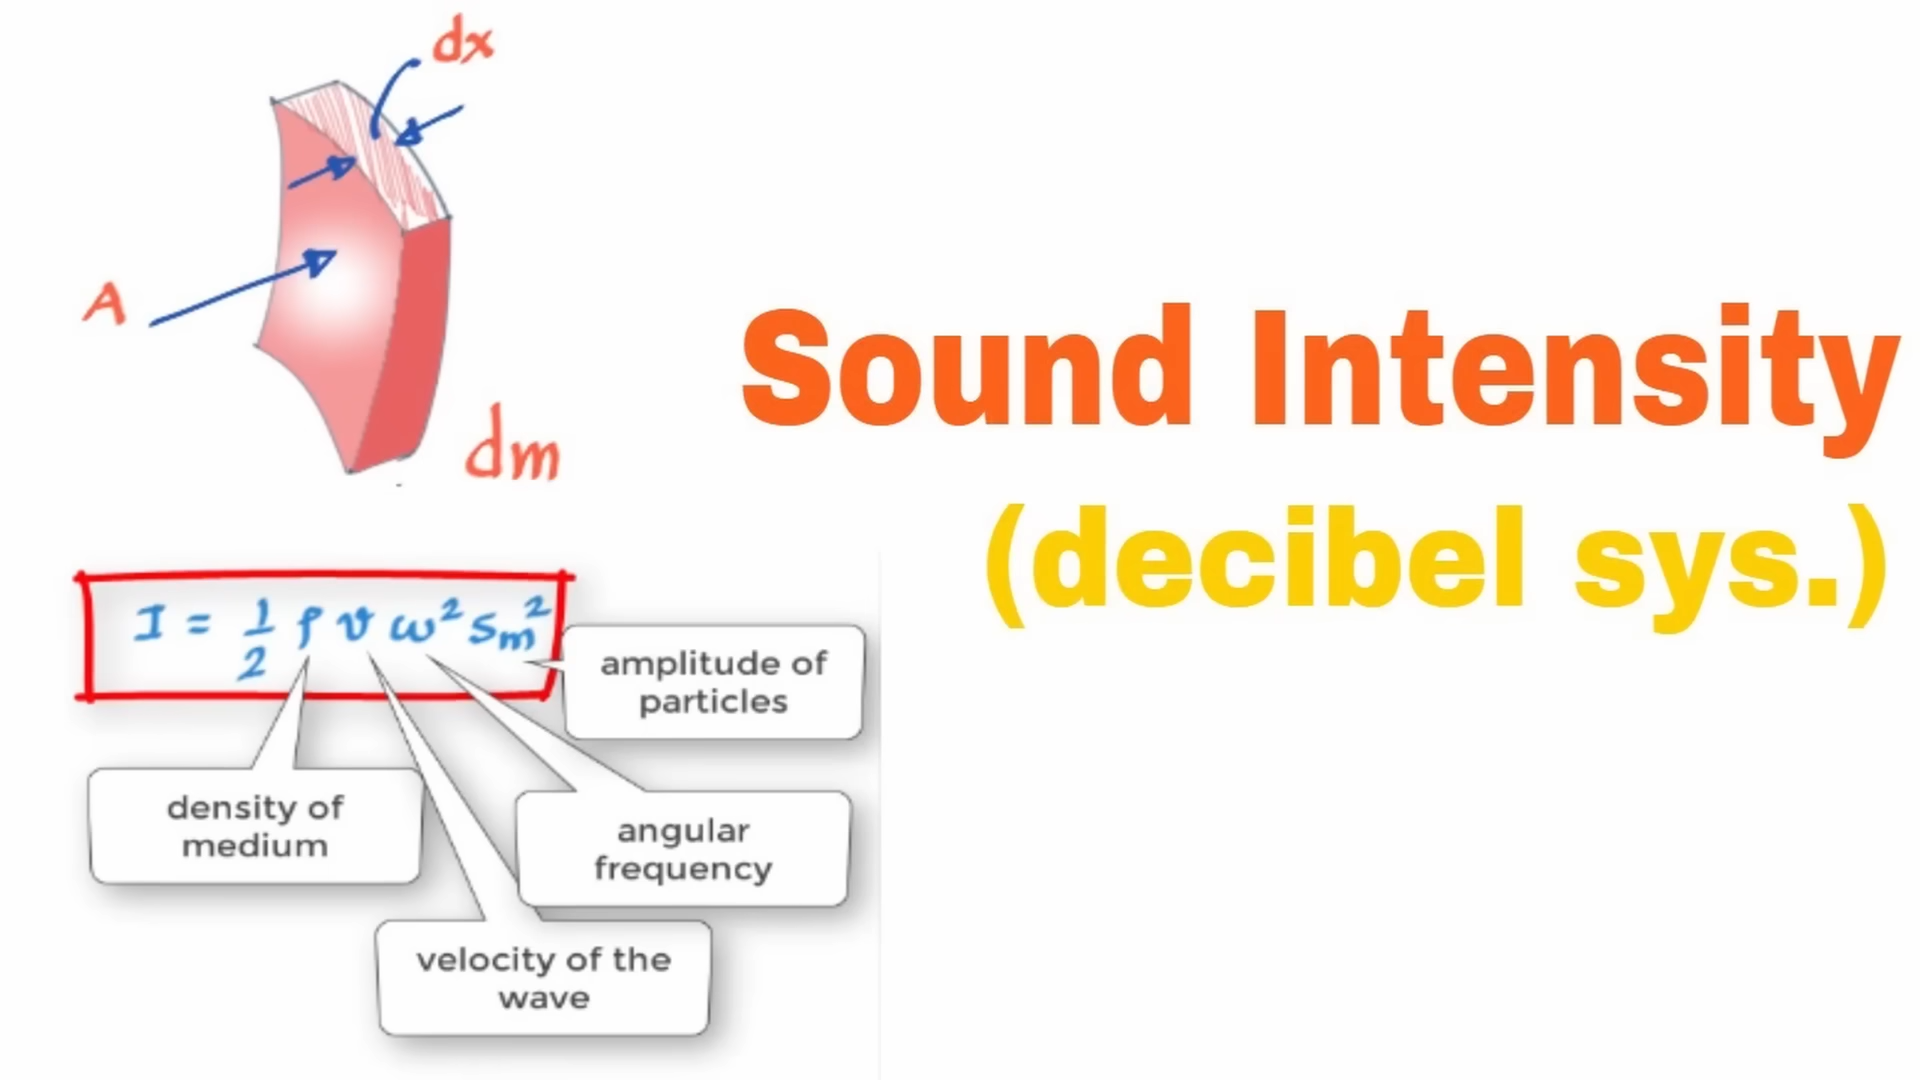 dx
A
dm
Sound Intensity
(decibel sys.)
I = 1/2 ρ v ω² sₘ²
amplitude of
particles
density of
medium
angular
frequency
velocity of the
wave